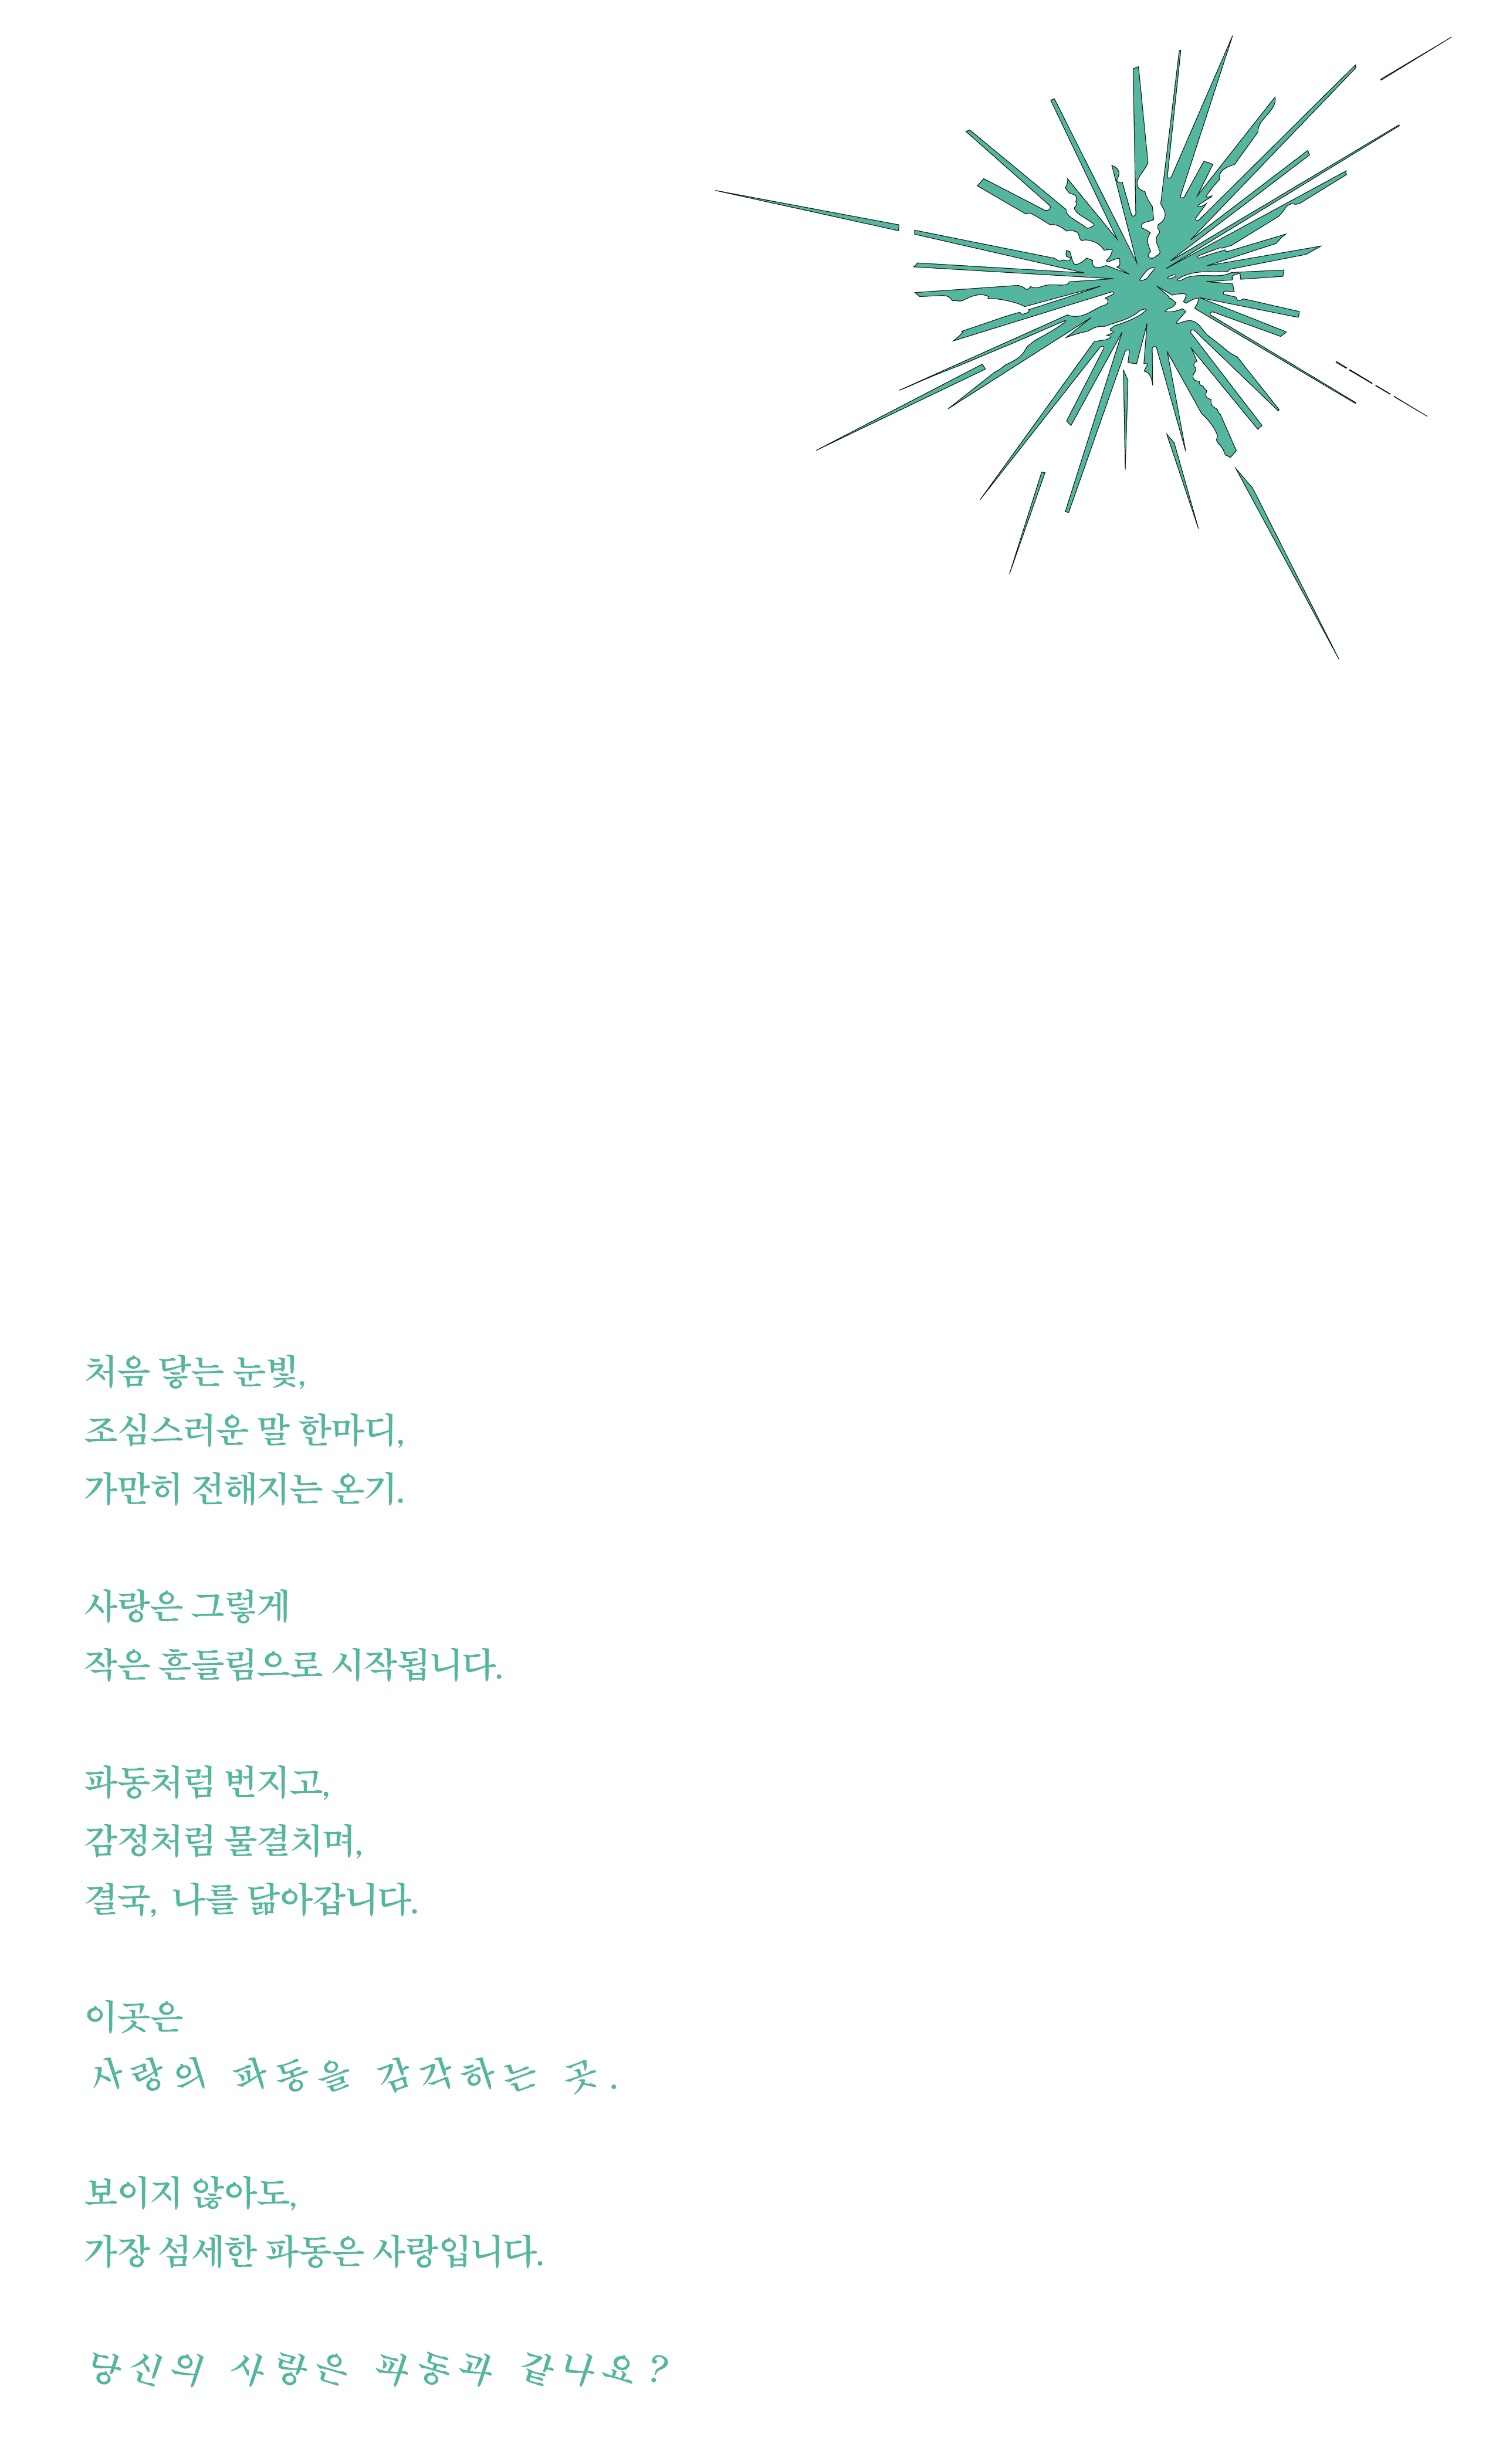 처음 닿는 눈빛,
조심스러운 말 한마디,
가만히 전해지는 온기.
사랑은 그렇게
작은 흔들림으로 시작됩니다.
파동처럼 번지고,
감정처럼 물결치며,
결국, 나를 닮아갑니다.
이곳은
사랑의 파동을 감각하는 곳.
보이지 않아도,
가장 섬세한 파동은 사랑입니다.
당신의 사랑은 파동과 같나요?